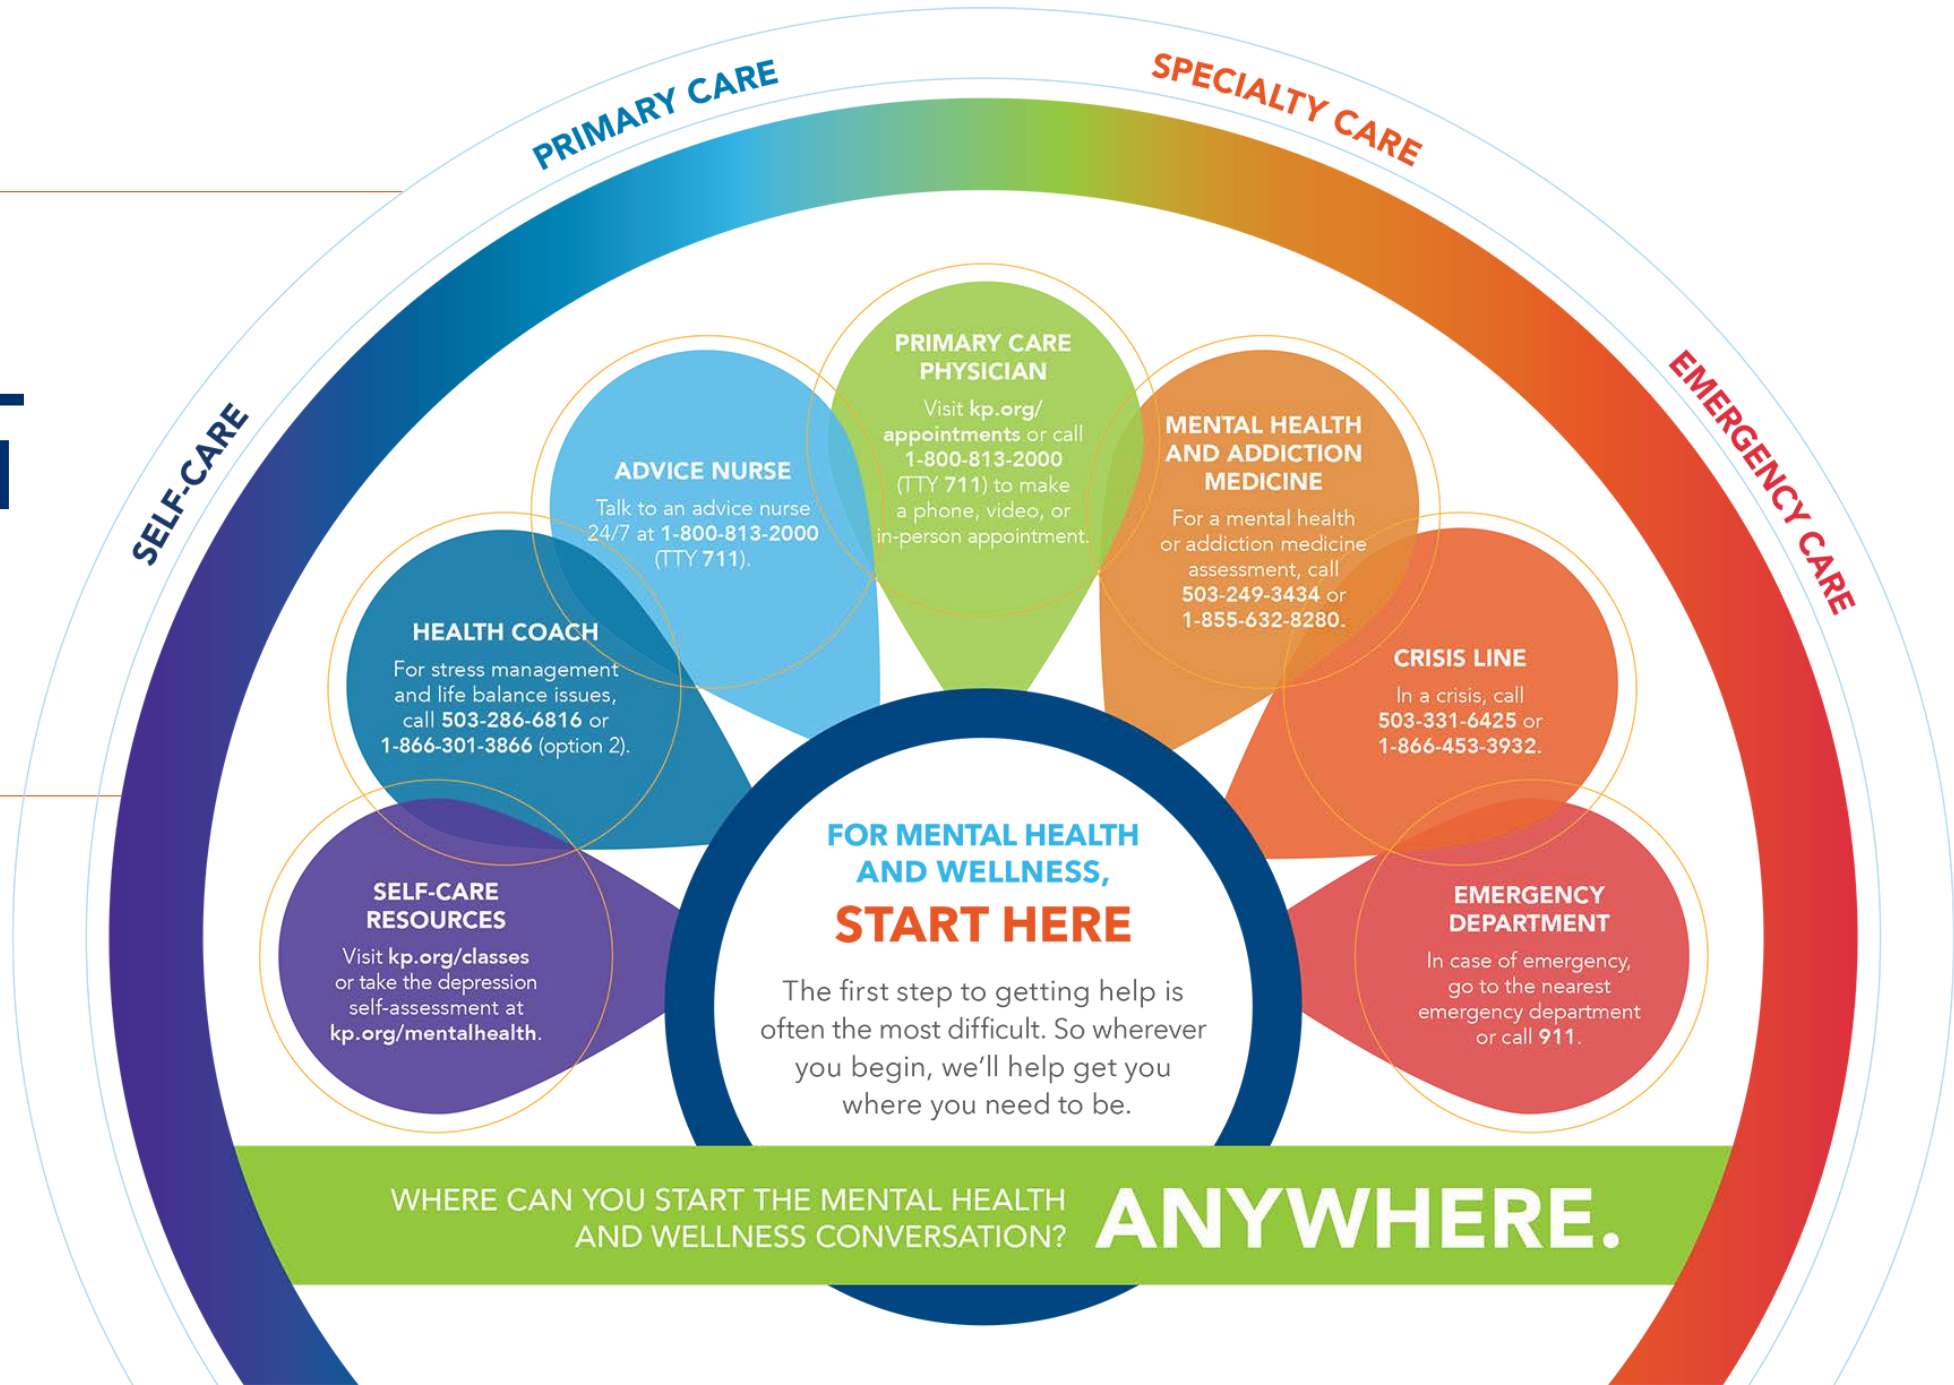 SELF-CARE
PRIMARY CARE
SPECIALTY CARE
EMERGENCY CARE
SELF-CARE
RESOURCES
Visit kp.org/classes
or take the depression
self-assessment at
kp.org/mentalhealth.
HEALTH COACH
For stress management
and life balance issues,
call 503-286-6816 or
1-866-301-3866 (option 2).
ADVICE NURSE
Talk to an advice nurse
24/7 at 1-800-813-2000
(TTY 711).
PRIMARY CARE
PHYSICIAN
Visit kp.org/
appointments or call
1-800-813-2000
(TTY 711) to make
a phone, video, or
in-person appointment.
MENTAL HEALTH
AND ADDICTION
MEDICINE
For a mental health
or addiction medicine
assessment, call
503-249-3434 or
1-855-632-8280.
CRISIS LINE
In a crisis, call
503-331-6425 or
1-866-453-3932.
EMERGENCY
DEPARTMENT
In case of emergency,
go to the nearest
emergency department
or call 911.
FOR MENTAL HEALTH
AND WELLNESS,
START HERE
The first step to getting help is
often the most difficult. So wherever
you begin, we'll help get you
where you need to be.
WHERE CAN YOU START THE MENTAL HEALTH
AND WELLNESS CONVERSATION?
ANYWHERE.